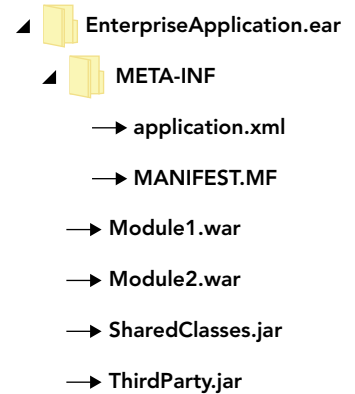 EnterpriseApplication.ear
META-INF
application.xml
MANIFEST.MF
Module1.war
Module2.war
SharedClasses.jar
ThirdParty.jar